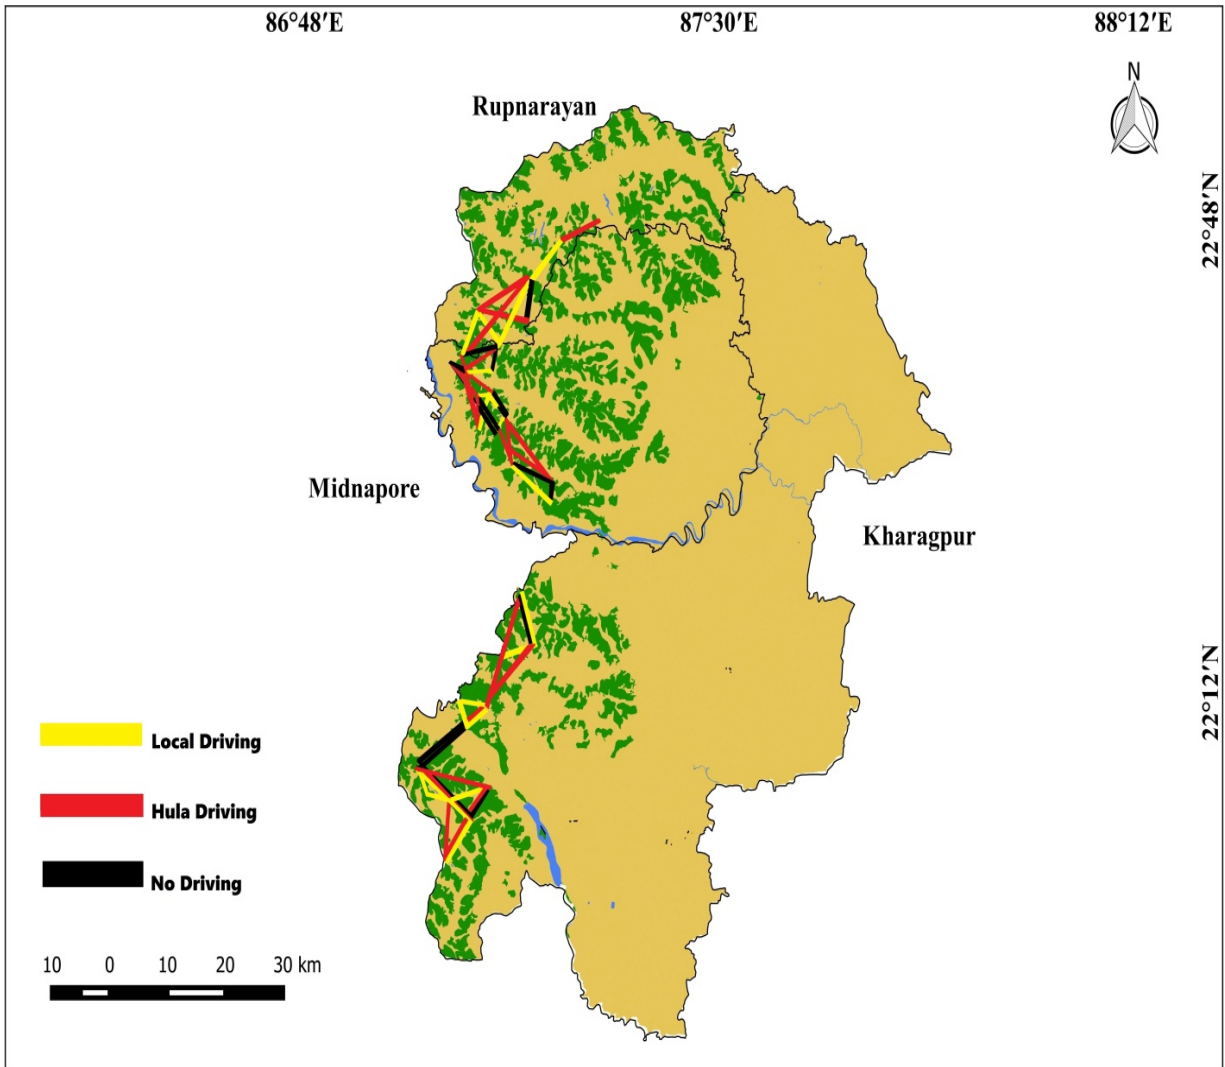 86°48'E 87°30'E 88°12'E
N
Rupnarayan
22°48'N
Midnapore
Kharagpur
22°12'N
Local Driving
Hula Driving
No Driving
10 0 10 20 30 km